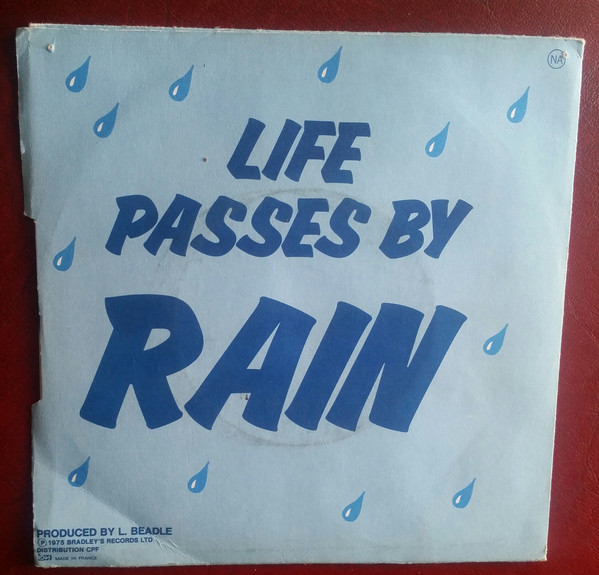 NA
LIFE
PASSES BY
RAIN
PRODUCED BY L. BEADLE
Ⓟ 1975 BRADLEY'S RECORDS LTD
DISTRIBUTION CPF
MADE IN FRANCE